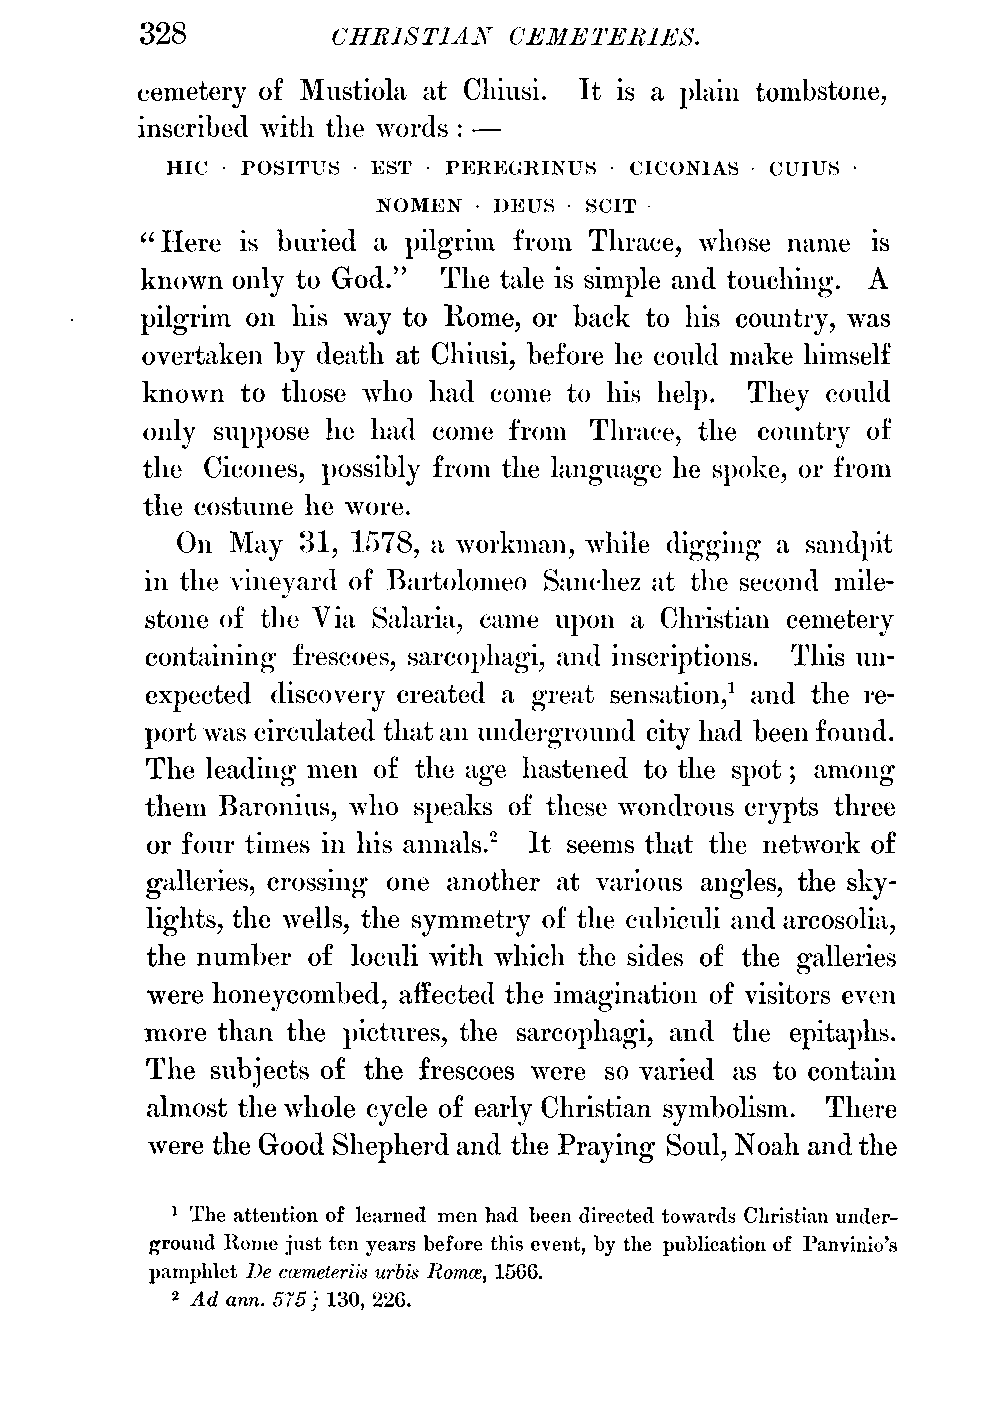 328 CHRISTIAN CEMETERIES.
cemetery of Mustiola at Chiusi. It is a plain tombstone,
inscribed with the words : —
HIC · POSITUS · EST · PEREGRINUS · CICONIAS · CUIUS ·
NOMEN · DEUS · SCIT ·
“Here is buried a pilgrim from Thrace, whose name is
known only to God.” The tale is simple and touching. A
pilgrim on his way to Rome, or back to his country, was
overtaken by death at Chiusi, before he could make himself
known to those who had come to his help. They could
only suppose he had come from Thrace, the country of
the Cicones, possibly from the language he spoke, or from
the costume he wore.
On May 31, 1578, a workman, while digging a sandpit
in the vineyard of Bartolomeo Sanchez at the second mile-
stone of the Via Salaria, came upon a Christian cemetery
containing frescoes, sarcophagi, and inscriptions. This un-
expected discovery created a great sensation,¹ and the re-
port was circulated that an underground city had been found.
The leading men of the age hastened to the spot ; among
them Baronius, who speaks of these wondrous crypts three
or four times in his annals.² It seems that the network of
galleries, crossing one another at various angles, the sky-
lights, the wells, the symmetry of the cubiculi and arcosolia,
the number of loculi with which the sides of the galleries
were honeycombed, affected the imagination of visitors even
more than the pictures, the sarcophagi, and the epitaphs.
The subjects of the frescoes were so varied as to contain
almost the whole cycle of early Christian symbolism. There
were the Good Shepherd and the Praying Soul, Noah and the
¹ The attention of learned men had been directed towards Christian under-
ground Rome just ten years before this event, by the publication of Panvinio’s
pamphlet De cœmeteriis urbis Romæ, 1566.
² Ad ann. 575 ; 130, 226.